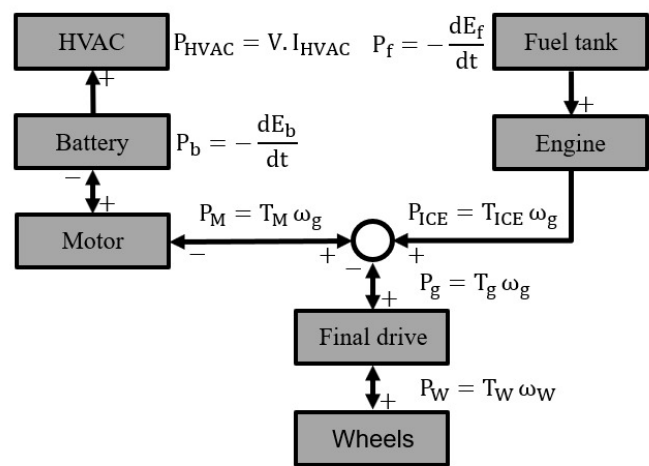 HVAC P_HVAC = V. I_HVAC P_f = − dE_f/dt Fuel tank
+ +
Battery P_b = − dE_b/dt Engine
−
+
Motor P_M = T_M ω_g P_ICE = T_ICE ω_g
− + +
− P_g = T_g ω_g
+
Final drive
P_W = T_W ω_W
+
Wheels